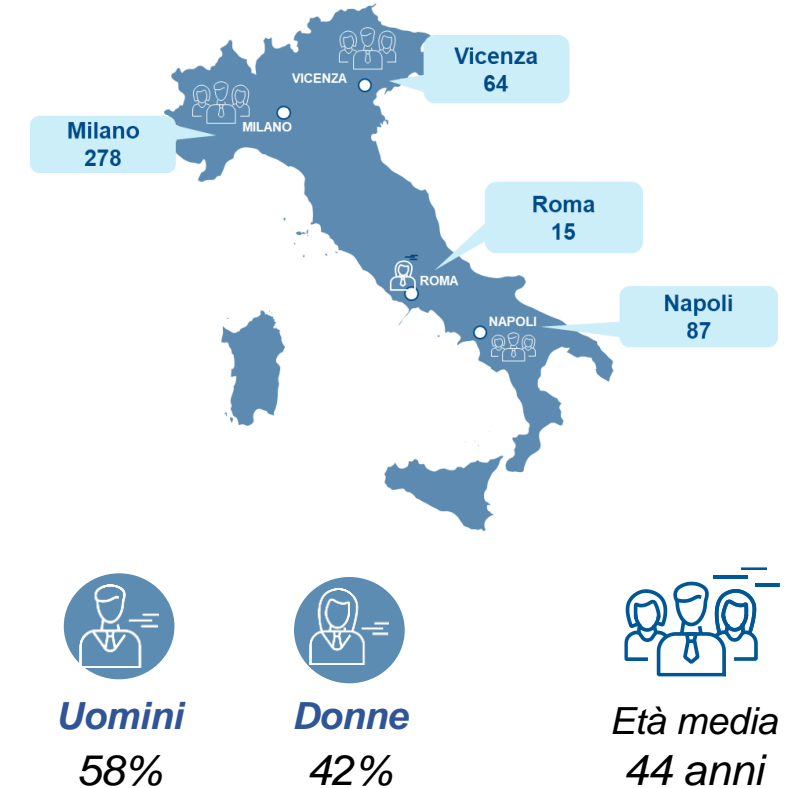 Vicenza
64
VICENZA
Milano
278
MILANO
Roma
15
ROMA
Napoli
87
NAPOLI
Uomini
58%
Donne
42%
Età media
44 anni